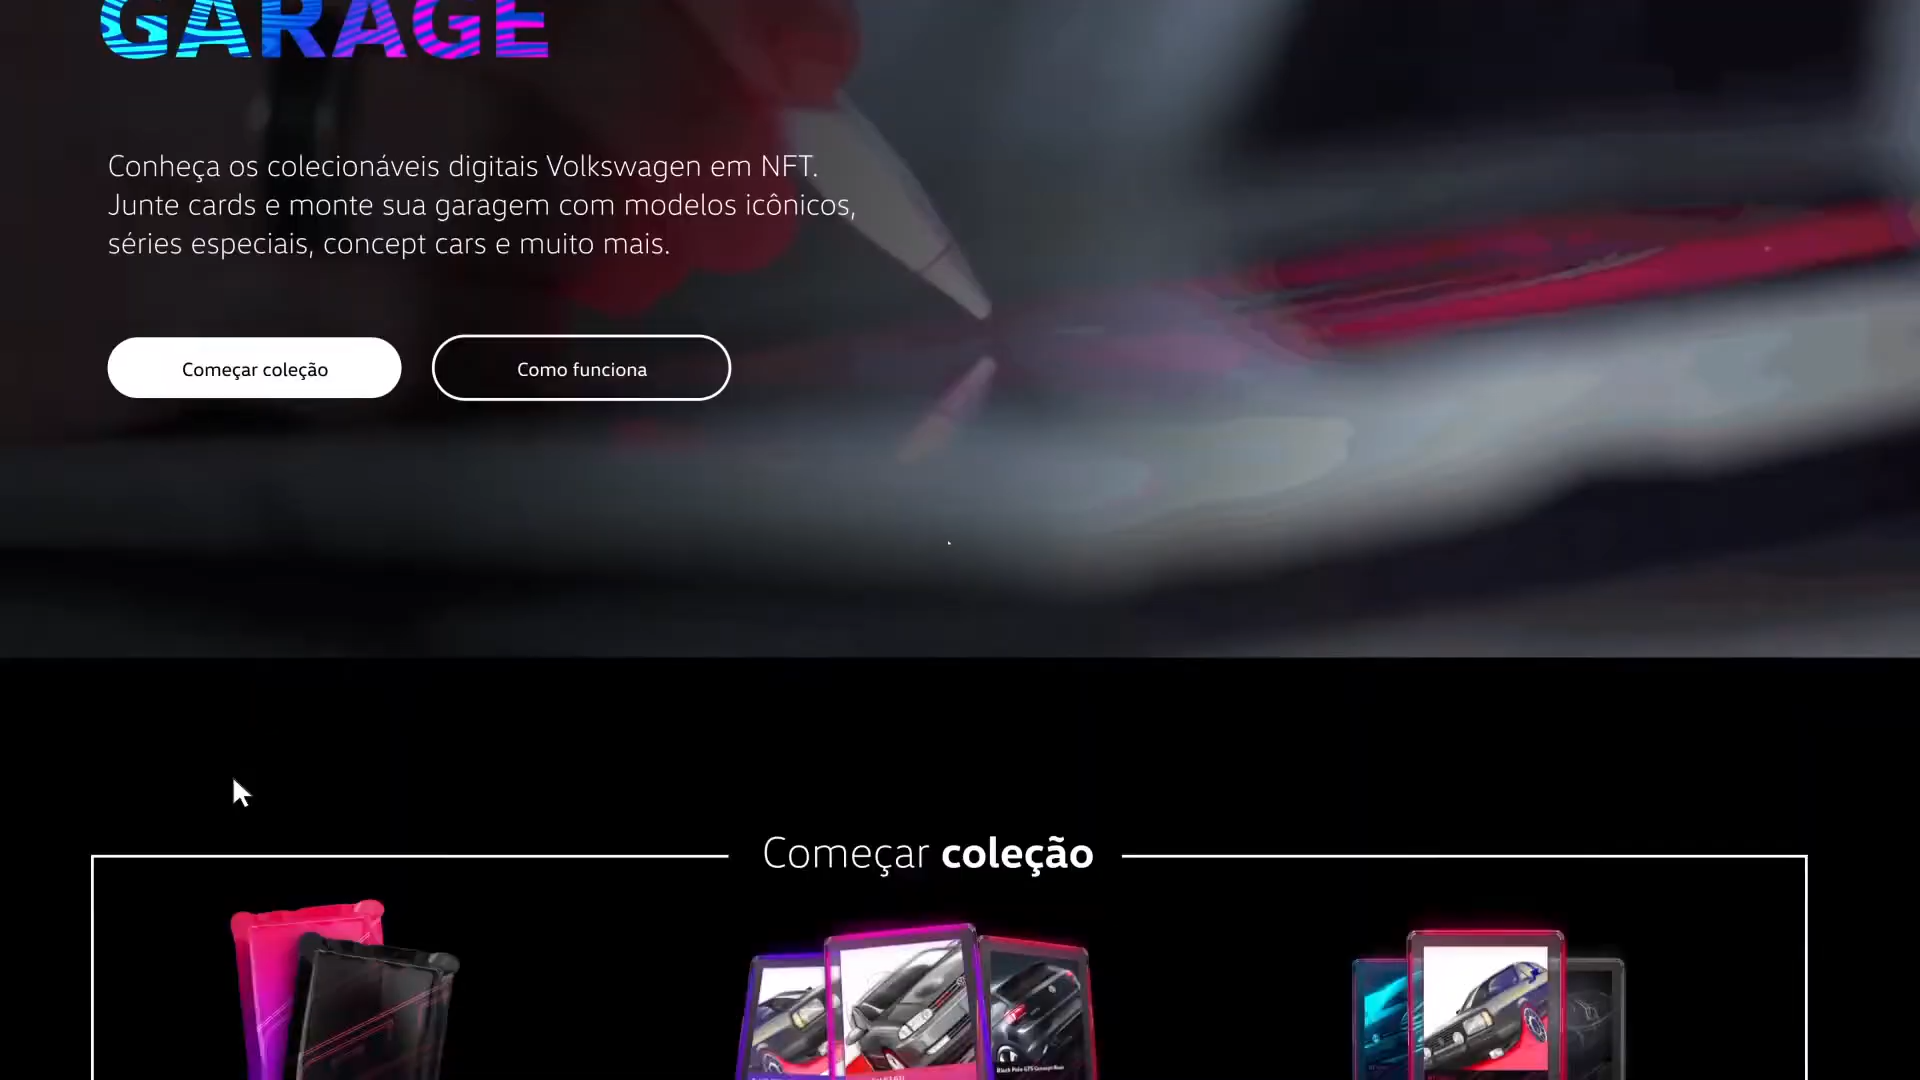 GARAGE
Conheça os colecionáveis digitais Volkswagen em NFT.
Junte cards e monte sua garagem com modelos icônicos,
séries especiais, concept cars e muito mais.
Começar coleção
Como funciona
Começar coleção